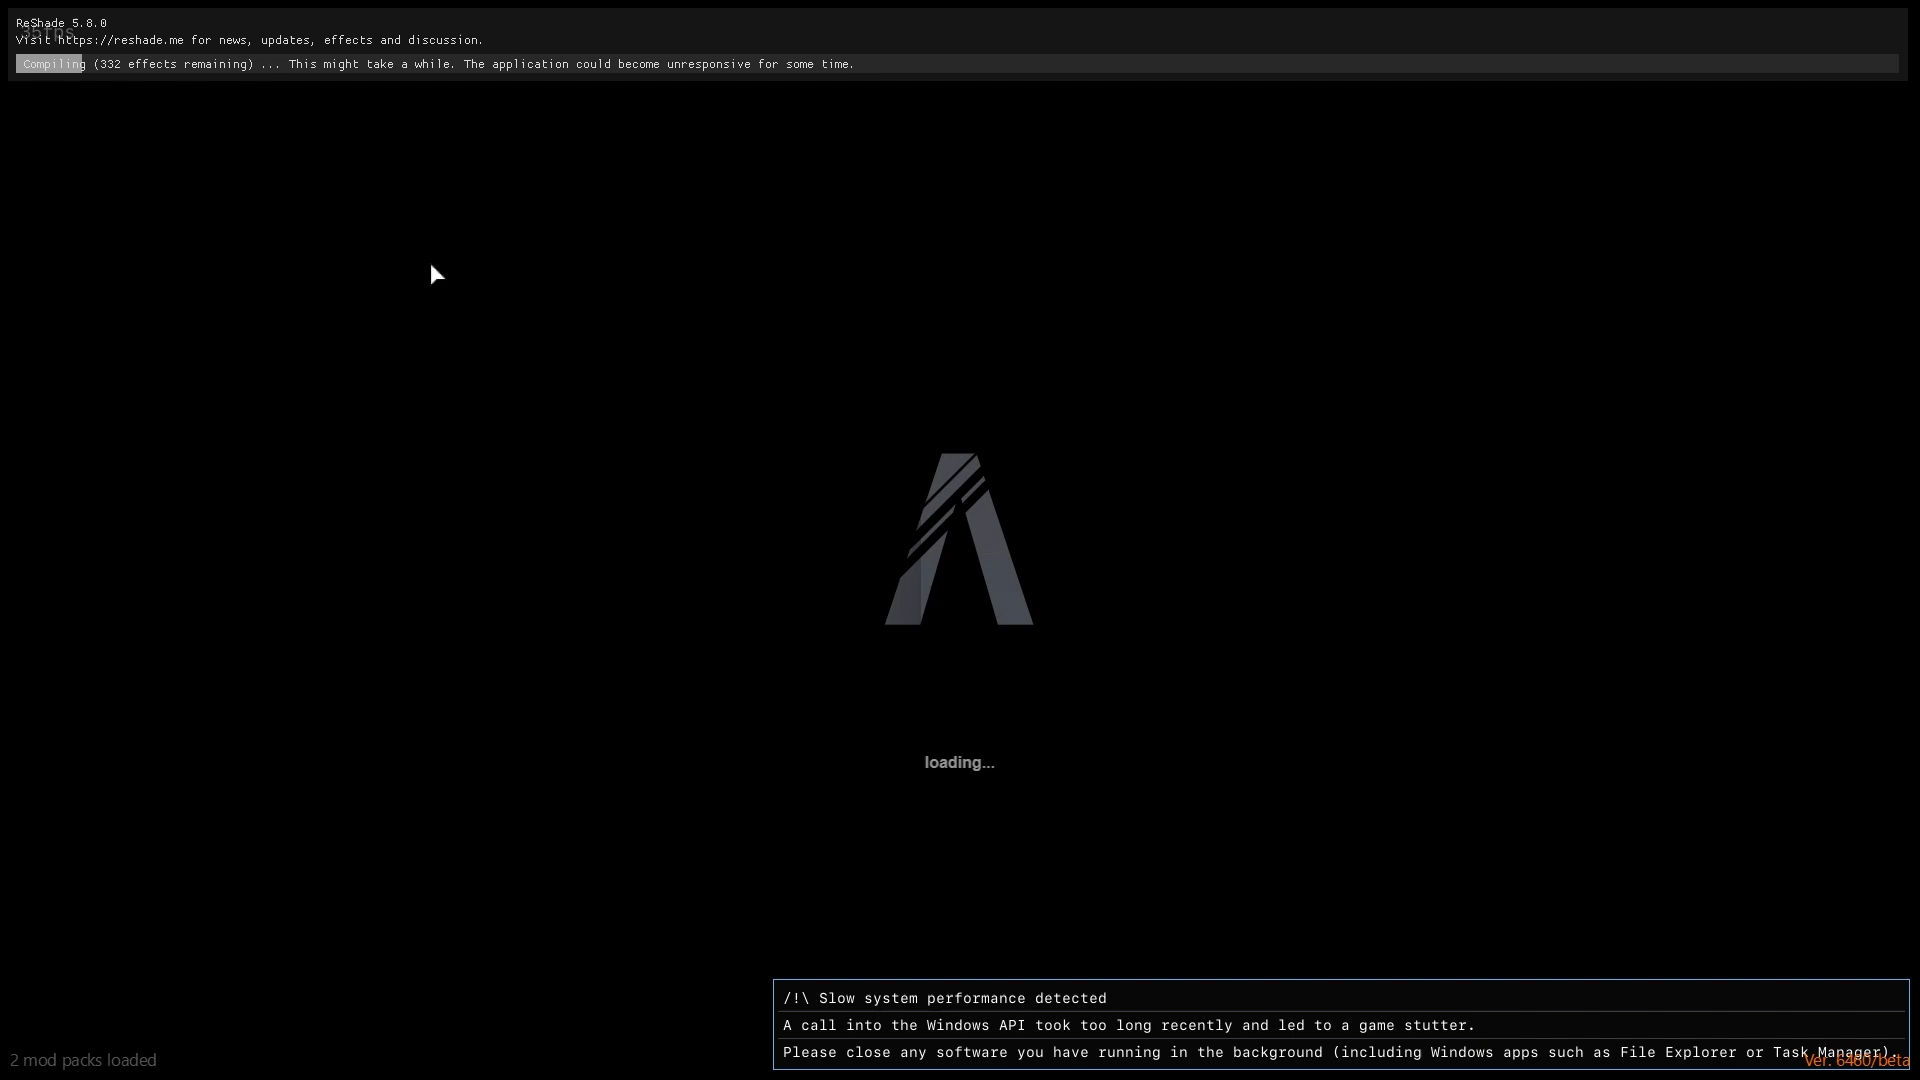 ReShade 5.8.0
35fps
Visit https://reshade.me for news, updates, effects and discussion.
Compiling (332 effects remaining) ... This might take a while. The application could become unresponsive for some time.
loading...
/!\ Slow system performance detected
A call into the Windows API took too long recently and led to a game stutter.
Please close any software you have running in the background (including Windows apps such as File Explorer or Task Manager).
2 mod packs loaded
Ver. 6480/beta